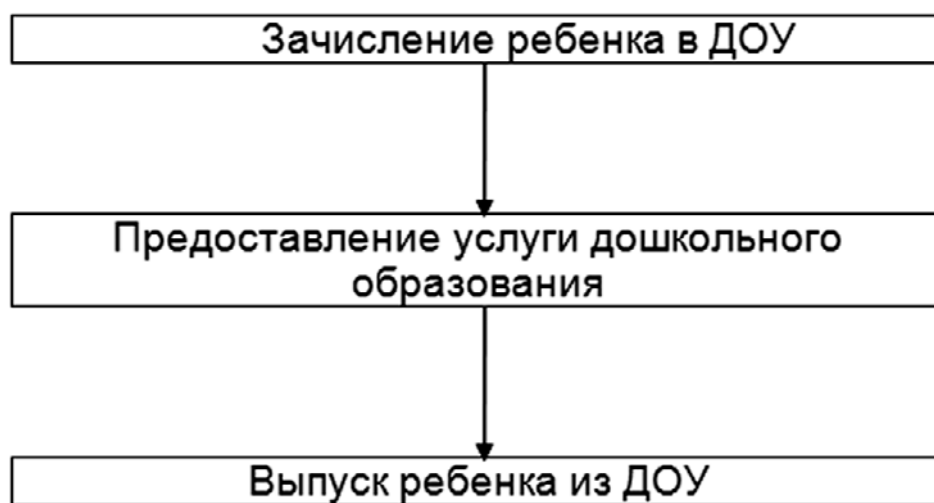 Зачисление ребенка в ДОУ
Предоставление услуги дошкольного
образования
Выпуск ребенка из ДОУ